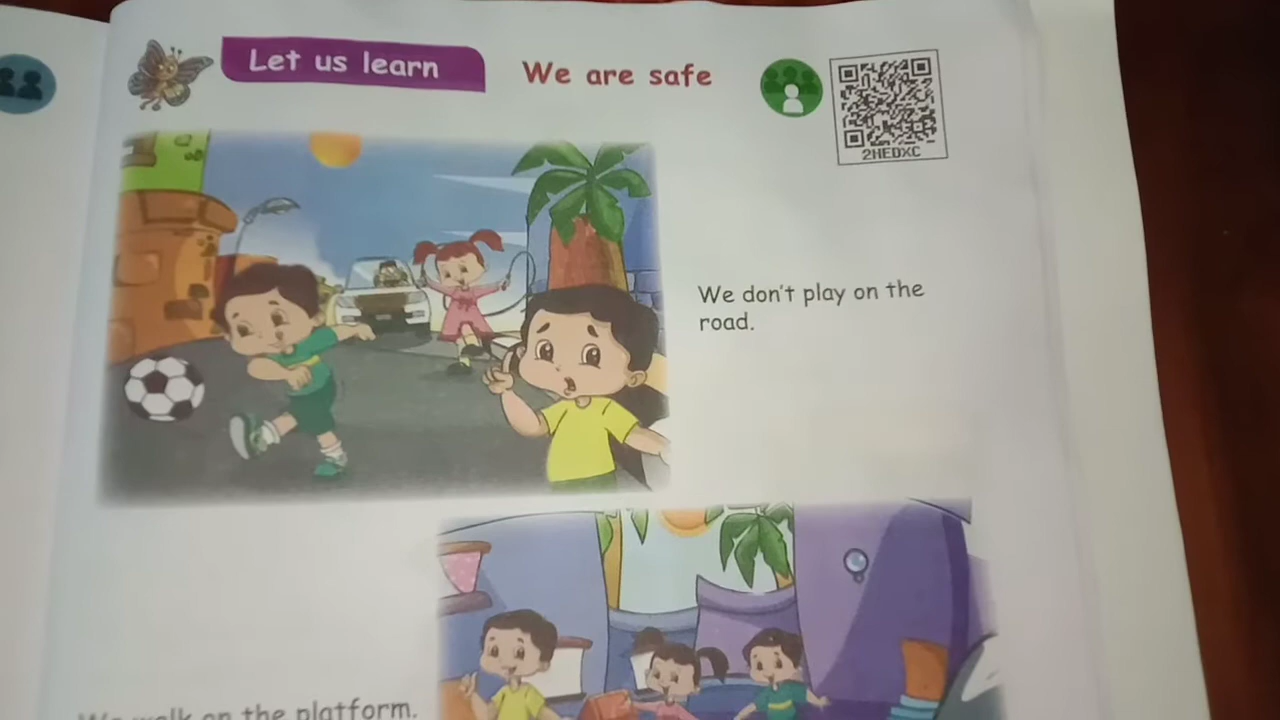 Let us learn
We are safe
2HEDXC
We don't play on the
road.
We walk on the platform.